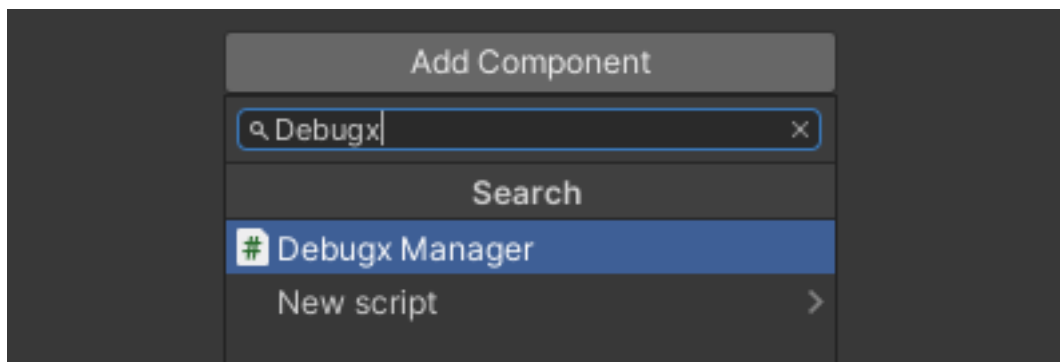 Add Component
Debugx
Search
# Debugx Manager
New script